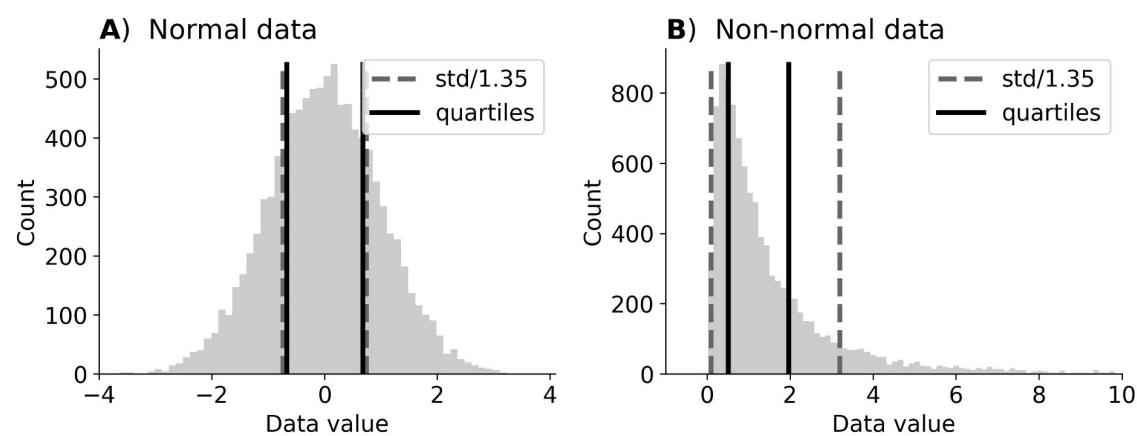 A)  Normal data
500
400
300
200
100
0
Count
−4
−2
0
2
4
Data value
std/1.35
quartiles
B)  Non-normal data
800
600
400
200
0
Count
0
2
4
6
8
10
Data value
std/1.35
quartiles